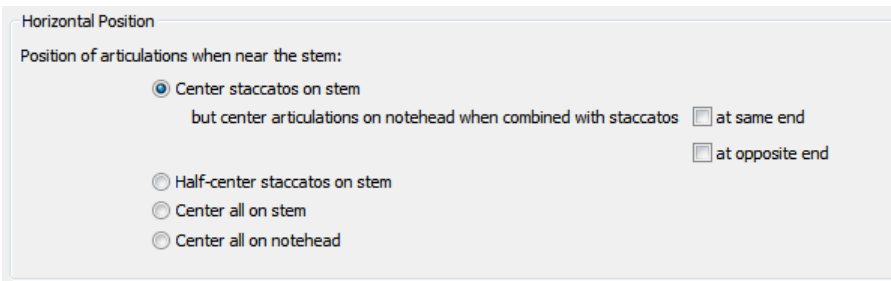 Horizontal Position
Position of articulations when near the stem:
Center staccatos on stem
but center articulations on notehead when combined with staccatos at same end
at opposite end
Half-center staccatos on stem
Center all on stem
Center all on notehead